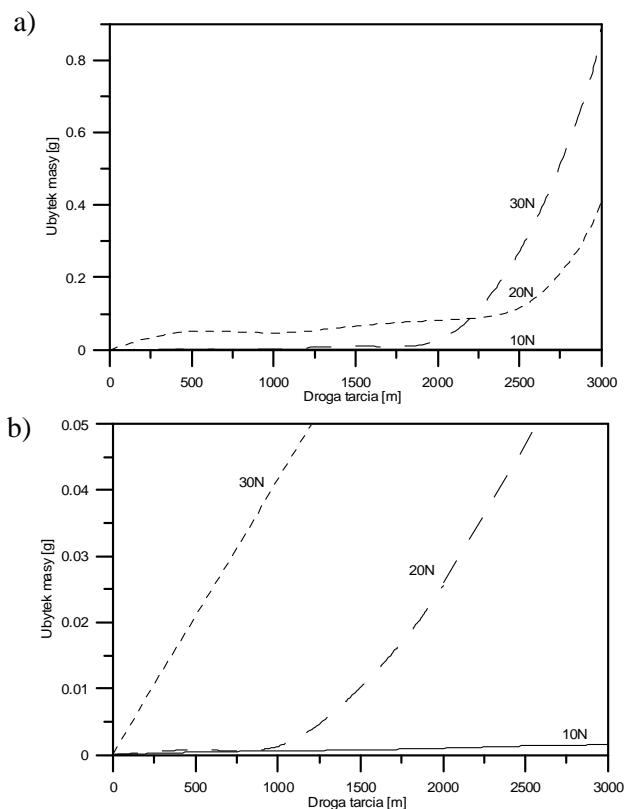 a)
0.8
0.6
0.4
0.2
0
Ubytek masy [g]
30N
20N
10N
0 500 1000 1500 2000 2500 3000
Droga tarcia [m]
b)
0.05
0.04
0.03
0.02
0.01
0
Ubytek masy [g]
30N
20N
10N
0 500 1000 1500 2000 2500 3000
Droga tarcia [m]